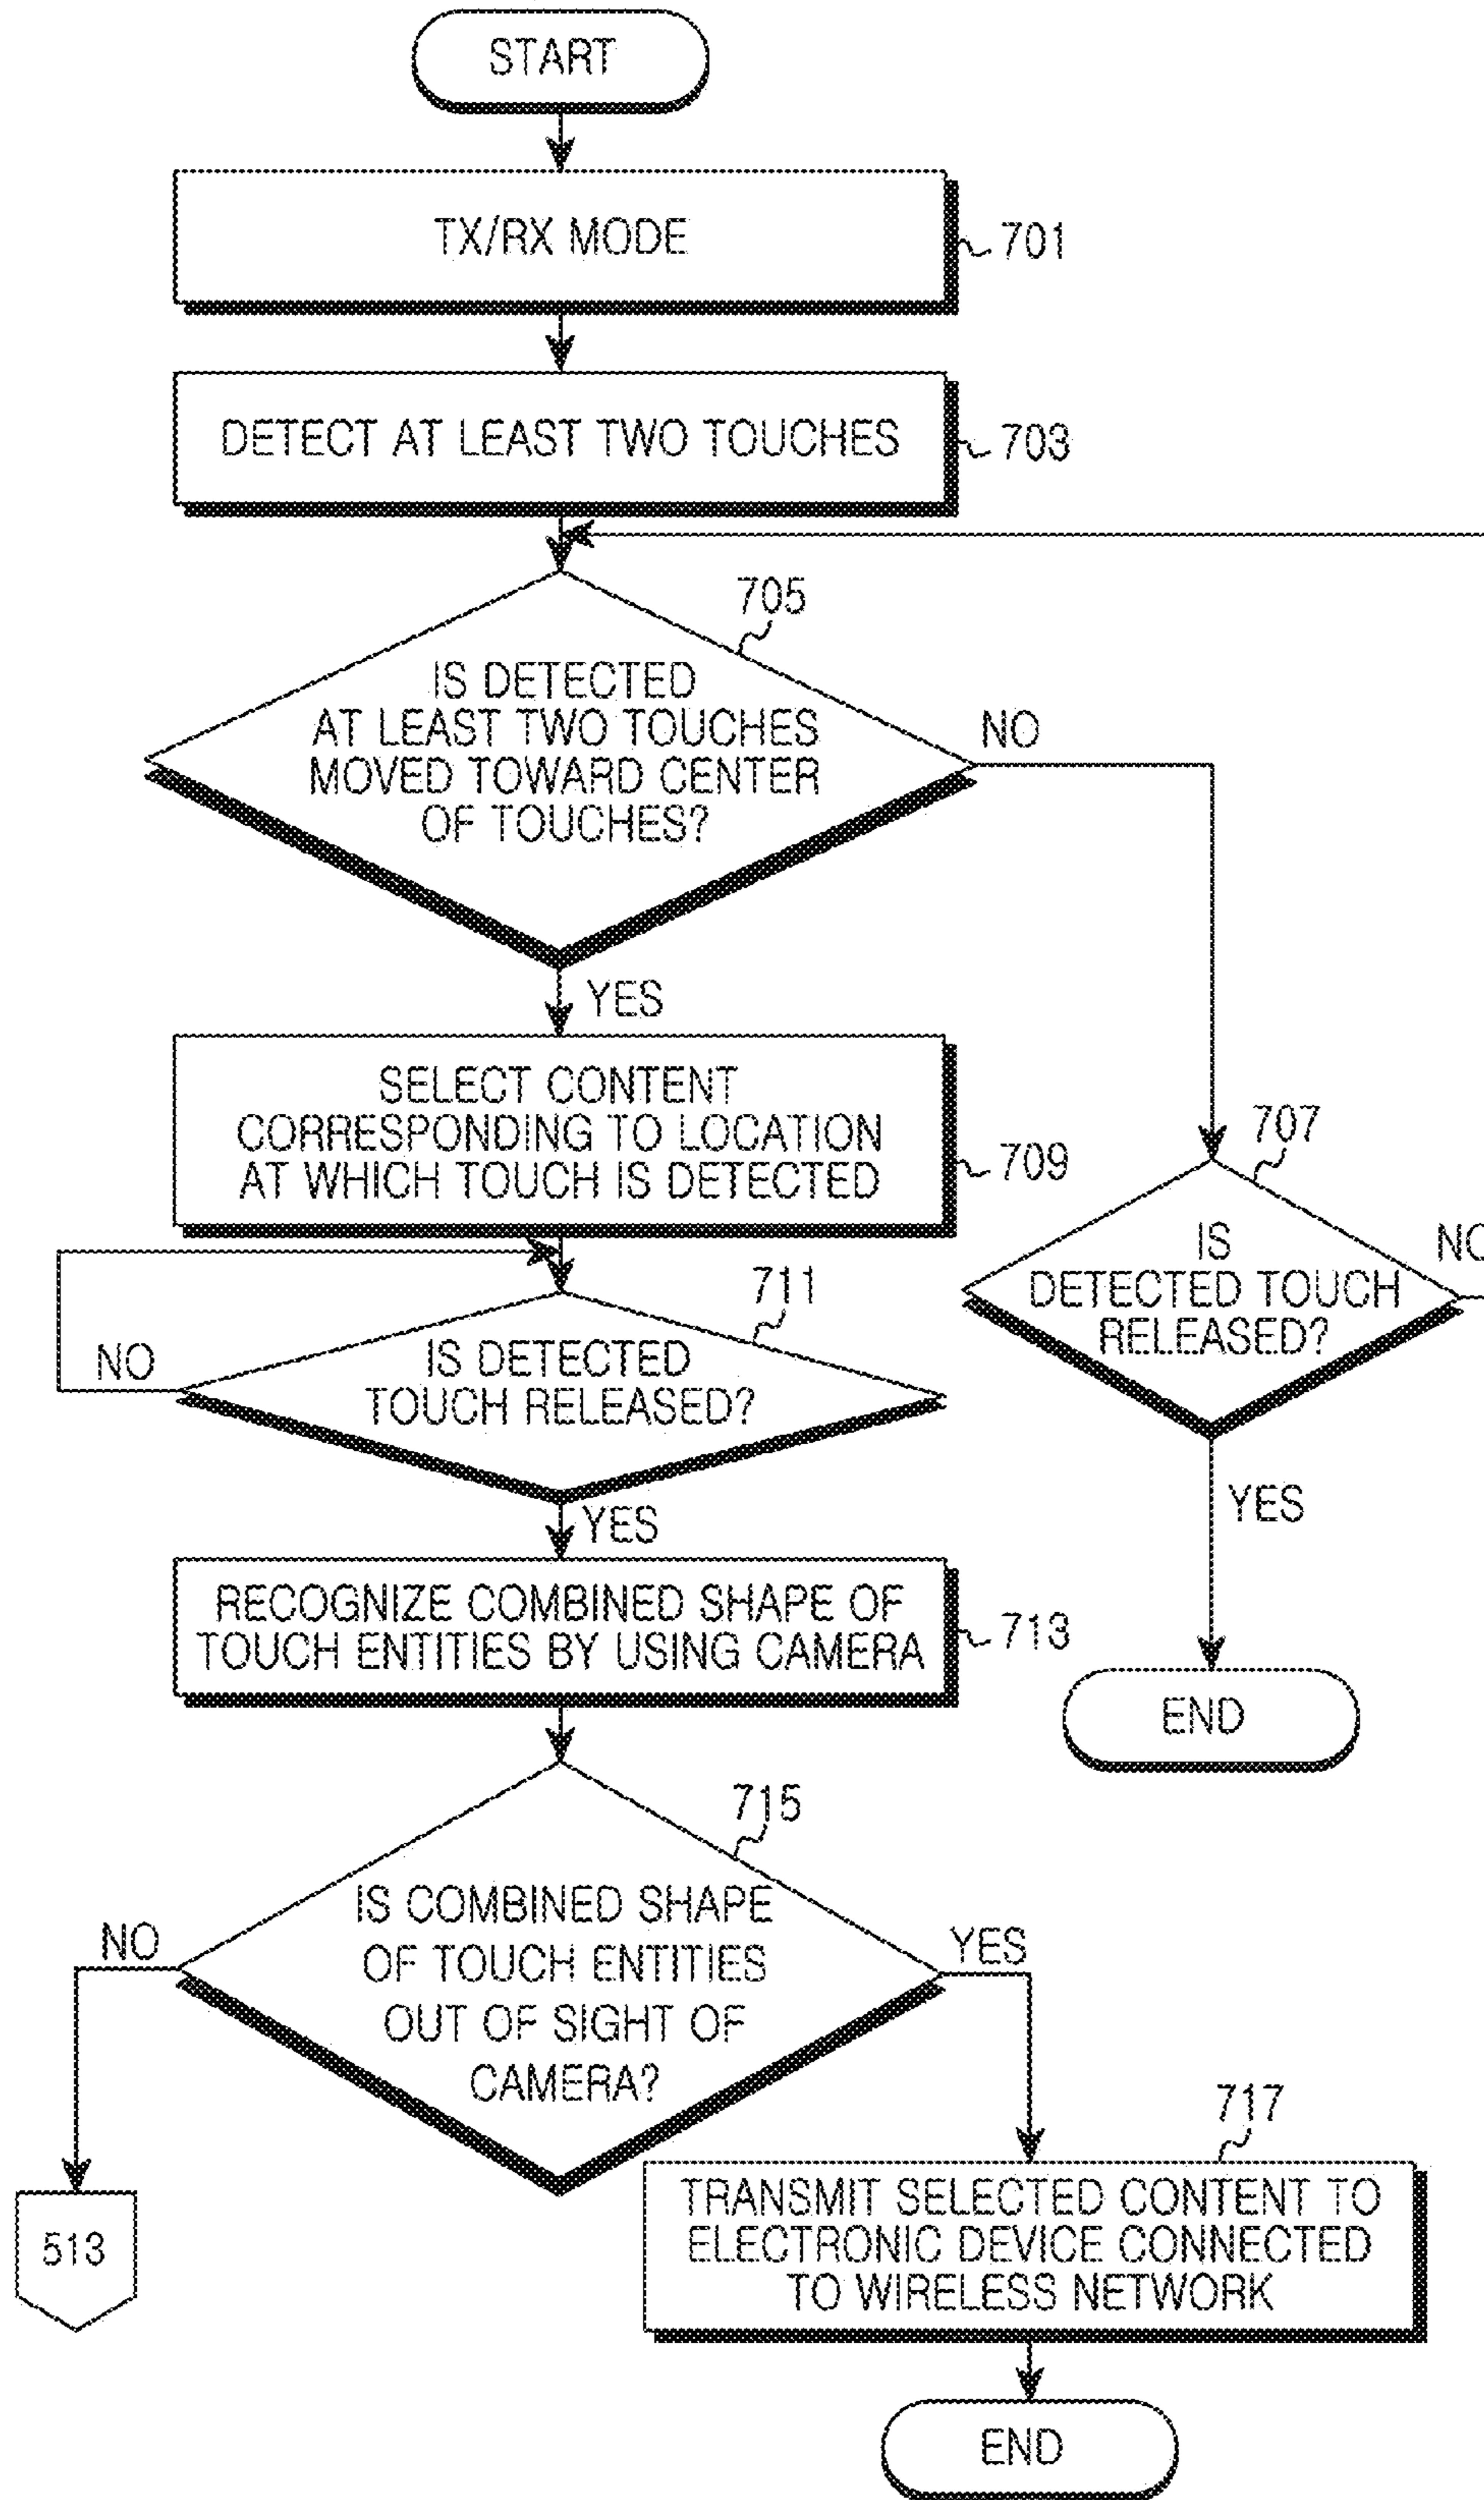 START
TX/RX MODE
701
DETECT AT LEAST TWO TOUCHES
703
705
IS DETECTED
AT LEAST TWO TOUCHES
MOVED TOWARD CENTER
OF TOUCHES?
NO
YES
SELECT CONTENT
CORRESPONDING TO LOCATION
AT WHICH TOUCH IS DETECTED
709
707
IS
DETECTED TOUCH
RELEASED?
NO
YES
END
711
IS DETECTED
TOUCH RELEASED?
NO
YES
RECOGNIZE COMBINED SHAPE OF
TOUCH ENTITIES BY USING CAMERA
713
715
IS COMBINED SHAPE
OF TOUCH ENTITIES
OUT OF SIGHT OF
CAMERA?
NO
YES
513
717
TRANSMIT SELECTED CONTENT TO
ELECTRONIC DEVICE CONNECTED
TO WIRELESS NETWORK
END